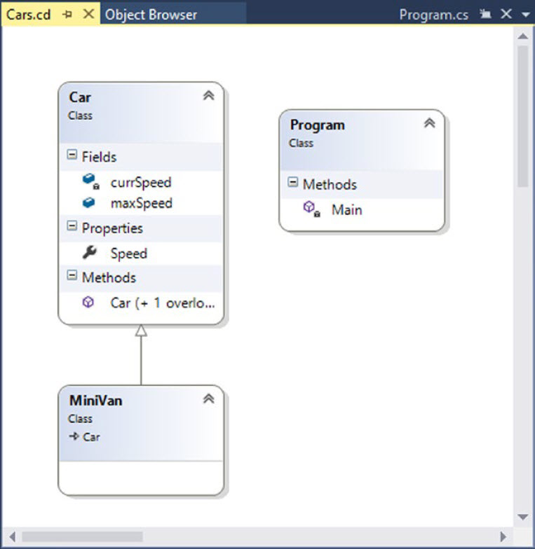 Cars.cd
Object Browser
Program.cs
Car
Class
Fields
currSpeed
maxSpeed
Properties
Speed
Methods
Car (+ 1 overlo...
Program
Class
Methods
Main
MiniVan
Class
Car